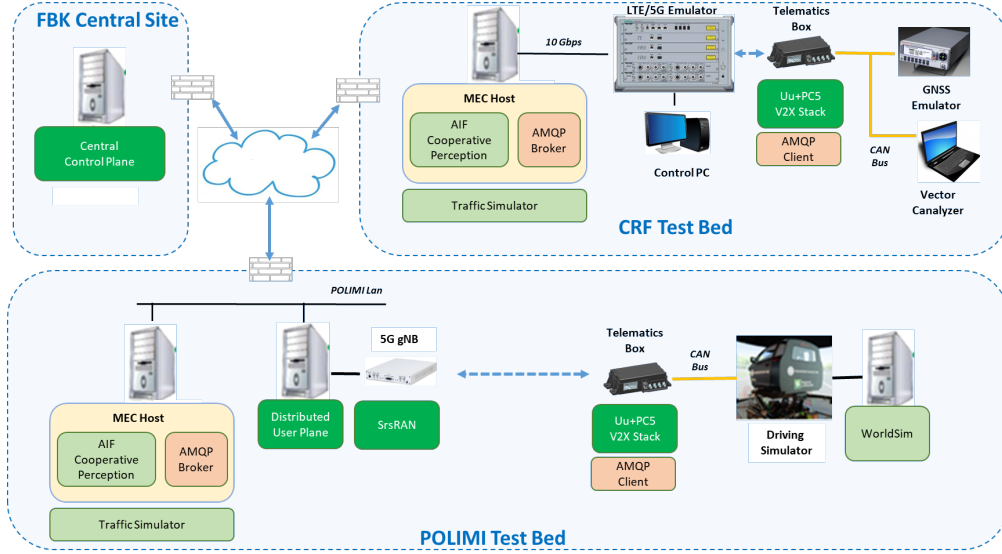 FBK Central Site
Central
Control Plane
10 Gbps
LTE/5G Emulator
Telematics
Box
MEC Host
AIF
Cooperative
Perception
AMQP
Broker
Traffic Simulator
Control PC
Uu+PC5
V2X Stack
AMQP
Client
GNSS
Emulator
CAN
Bus
Vector
Canalyzer
CRF Test Bed
POLIMI Lan
5G gNB
Telematics
Box
CAN
Bus
MEC Host
AIF
Cooperative
Perception
AMQP
Broker
Traffic Simulator
Distributed
User Plane
SrsRAN
Uu+PC5
V2X Stack
AMQP
Client
Driving
Simulator
WorldSim
POLIMI Test Bed